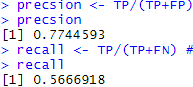 > precsion <- TP/(TP+FP)
> precsion
[1] 0.7744593
> recall <- TP/(TP+FN) #
> recall
[1] 0.5666918